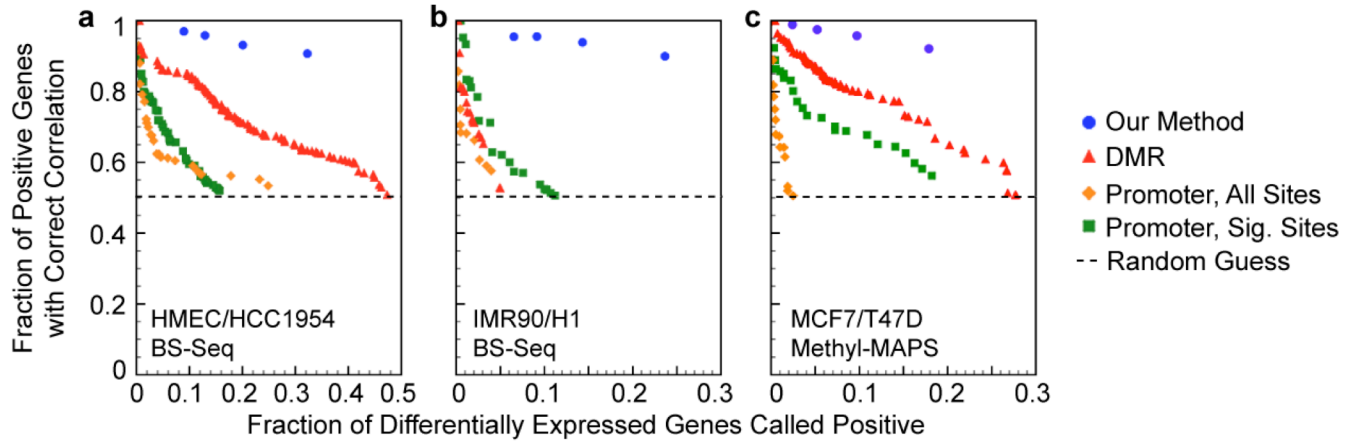 a
b
c
Fraction of Positive Genes
with Correct Correlation
1
0.8
0.6
0.4
0.2
0
HMEC/HCC1954
BS-Seq
IMR90/H1
BS-Seq
MCF7/T47D
Methyl-MAPS
0 0.1 0.2 0.3 0.4 0.5
0 0.1 0.2 0.3
0 0.1 0.2 0.3
Fraction of Differentially Expressed Genes Called Positive
Our Method
DMR
Promoter, All Sites
Promoter, Sig. Sites
Random Guess